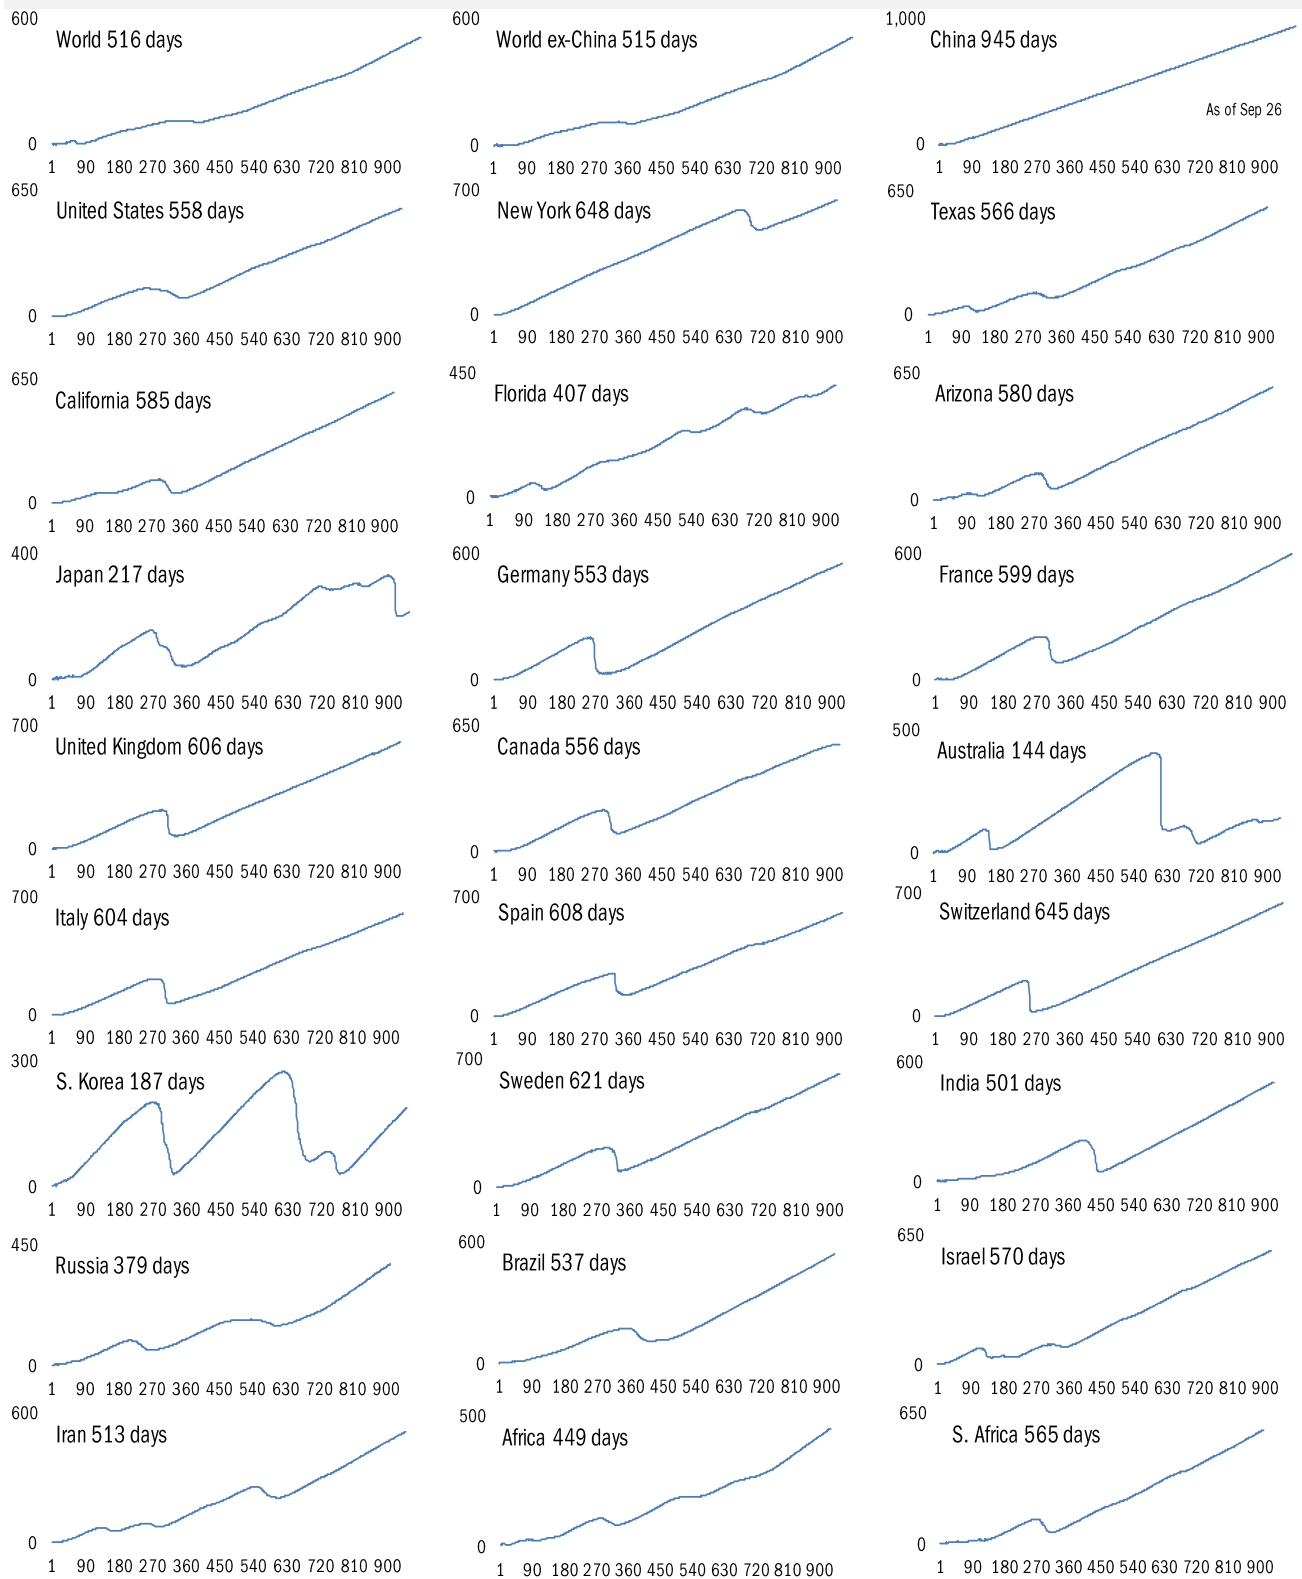 600 600 1,000
World 516 days World ex-China 515 days China 945 days
As of Sep 26
0 0 0
1 90 180 270 360 450 540 630 720 810 900 1 90 180 270 360 450 540 630 720 810 900 1 90 180 270 360 450 540 630 720 810 900
650 700 650
United States 558 days New York 648 days Texas 566 days
0 0 0
1 90 180 270 360 450 540 630 720 810 900 1 90 180 270 360 450 540 630 720 810 900 1 90 180 270 360 450 540 630 720 810 900
650 450 650
California 585 days Florida 407 days Arizona 580 days
0 0 0
1 90 180 270 360 450 540 630 720 810 900 1 90 180 270 360 450 540 630 720 810 900 1 90 180 270 360 450 540 630 720 810 900
400 600 600
Japan 217 days Germany 553 days France 599 days
0 0 0
1 90 180 270 360 450 540 630 720 810 900 1 90 180 270 360 450 540 630 720 810 900 1 90 180 270 360 450 540 630 720 810 900
700 650 500
United Kingdom 606 days Canada 556 days Australia 144 days
0 0 0
1 90 180 270 360 450 540 630 720 810 900 1 90 180 270 360 450 540 630 720 810 900 1 90 180 270 360 450 540 630 720 810 900
700 700 700
Italy 604 days Spain 608 days Switzerland 645 days
0 0 0
1 90 180 270 360 450 540 630 720 810 900 1 90 180 270 360 450 540 630 720 810 900 1 90 180 270 360 450 540 630 720 810 900
300 700 600
S. Korea 187 days Sweden 621 days India 501 days
0 0 0
1 90 180 270 360 450 540 630 720 810 900 1 90 180 270 360 450 540 630 720 810 900 1 90 180 270 360 450 540 630 720 810 900
450 600 650
Russia 379 days Brazil 537 days Israel 570 days
0 0 0
1 90 180 270 360 450 540 630 720 810 900 1 90 180 270 360 450 540 630 720 810 900 1 90 180 270 360 450 540 630 720 810 900
600 500 650
Iran 513 days Africa 449 days S. Africa 565 days
0 0 0
1 90 180 270 360 450 540 630 720 810 900 1 90 180 270 360 450 540 630 720 810 900 1 90 180 270 360 450 540 630 720 810 900